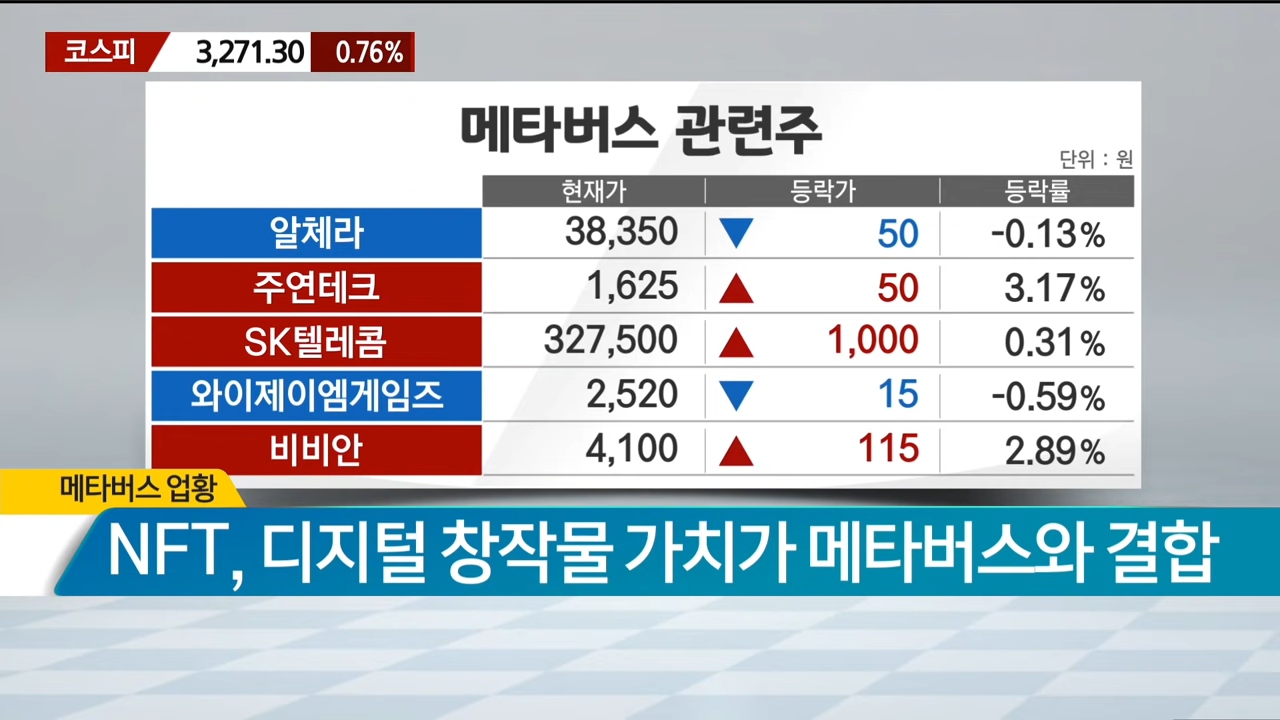 코스피 3,271.30 0.76%
메타버스 관련주
단위 : 원
현재가 등락가 등락률
알체라 38,350 ▼ 50 -0.13%
주연테크 1,625 ▲ 50 3.17%
SK텔레콤 327,500 ▲ 1,000 0.31%
와이제이엠게임즈 2,520 ▼ 15 -0.59%
비비안 4,100 ▲ 115 2.89%
메타버스 업황
NFT, 디지털 창작물 가치가 메타버스와 결합